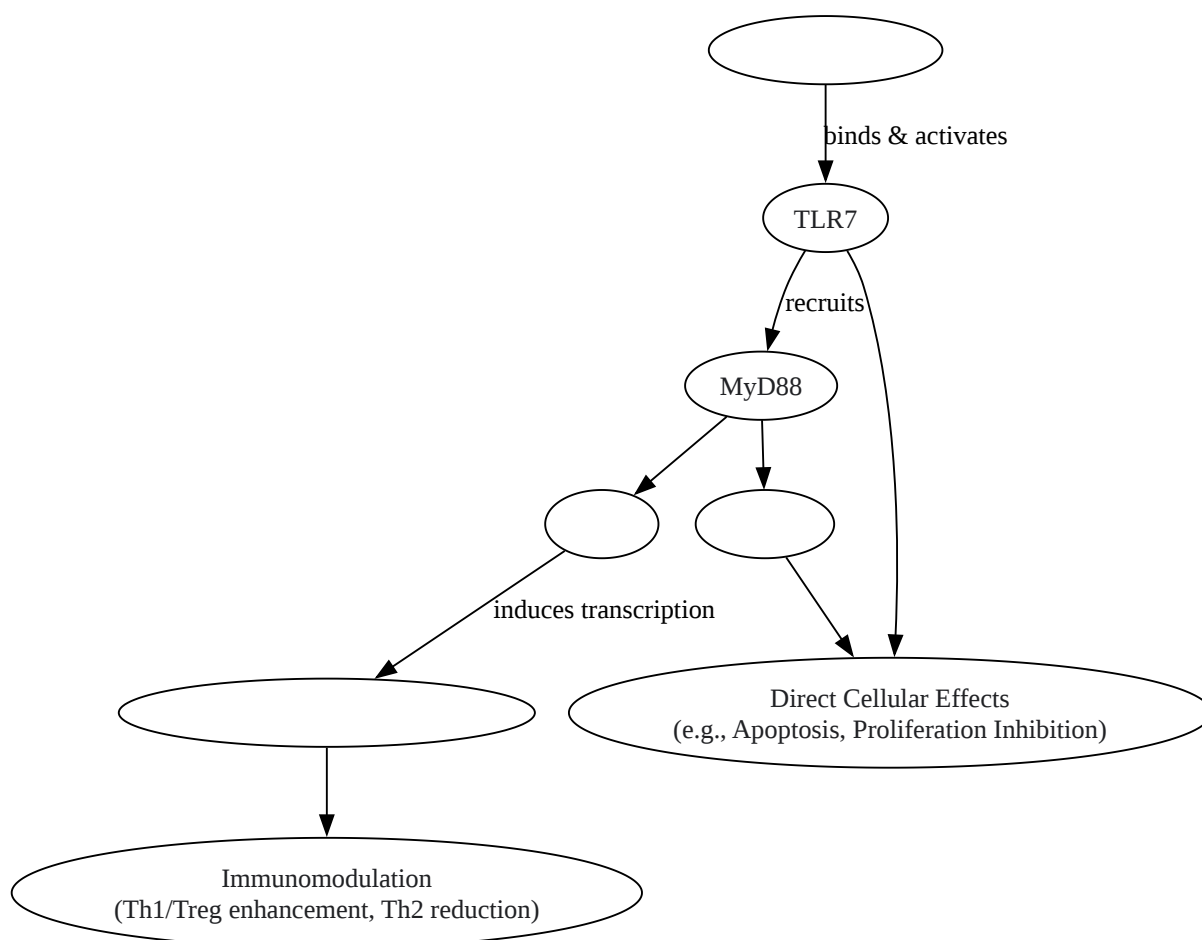 binds & activates
TLR7
recruits
MyD88
induces transcription
Direct Cellular Effects
(e.g., Apoptosis, Proliferation Inhibition)
Immunomodulation
(Th1/Treg enhancement, Th2 reduction)